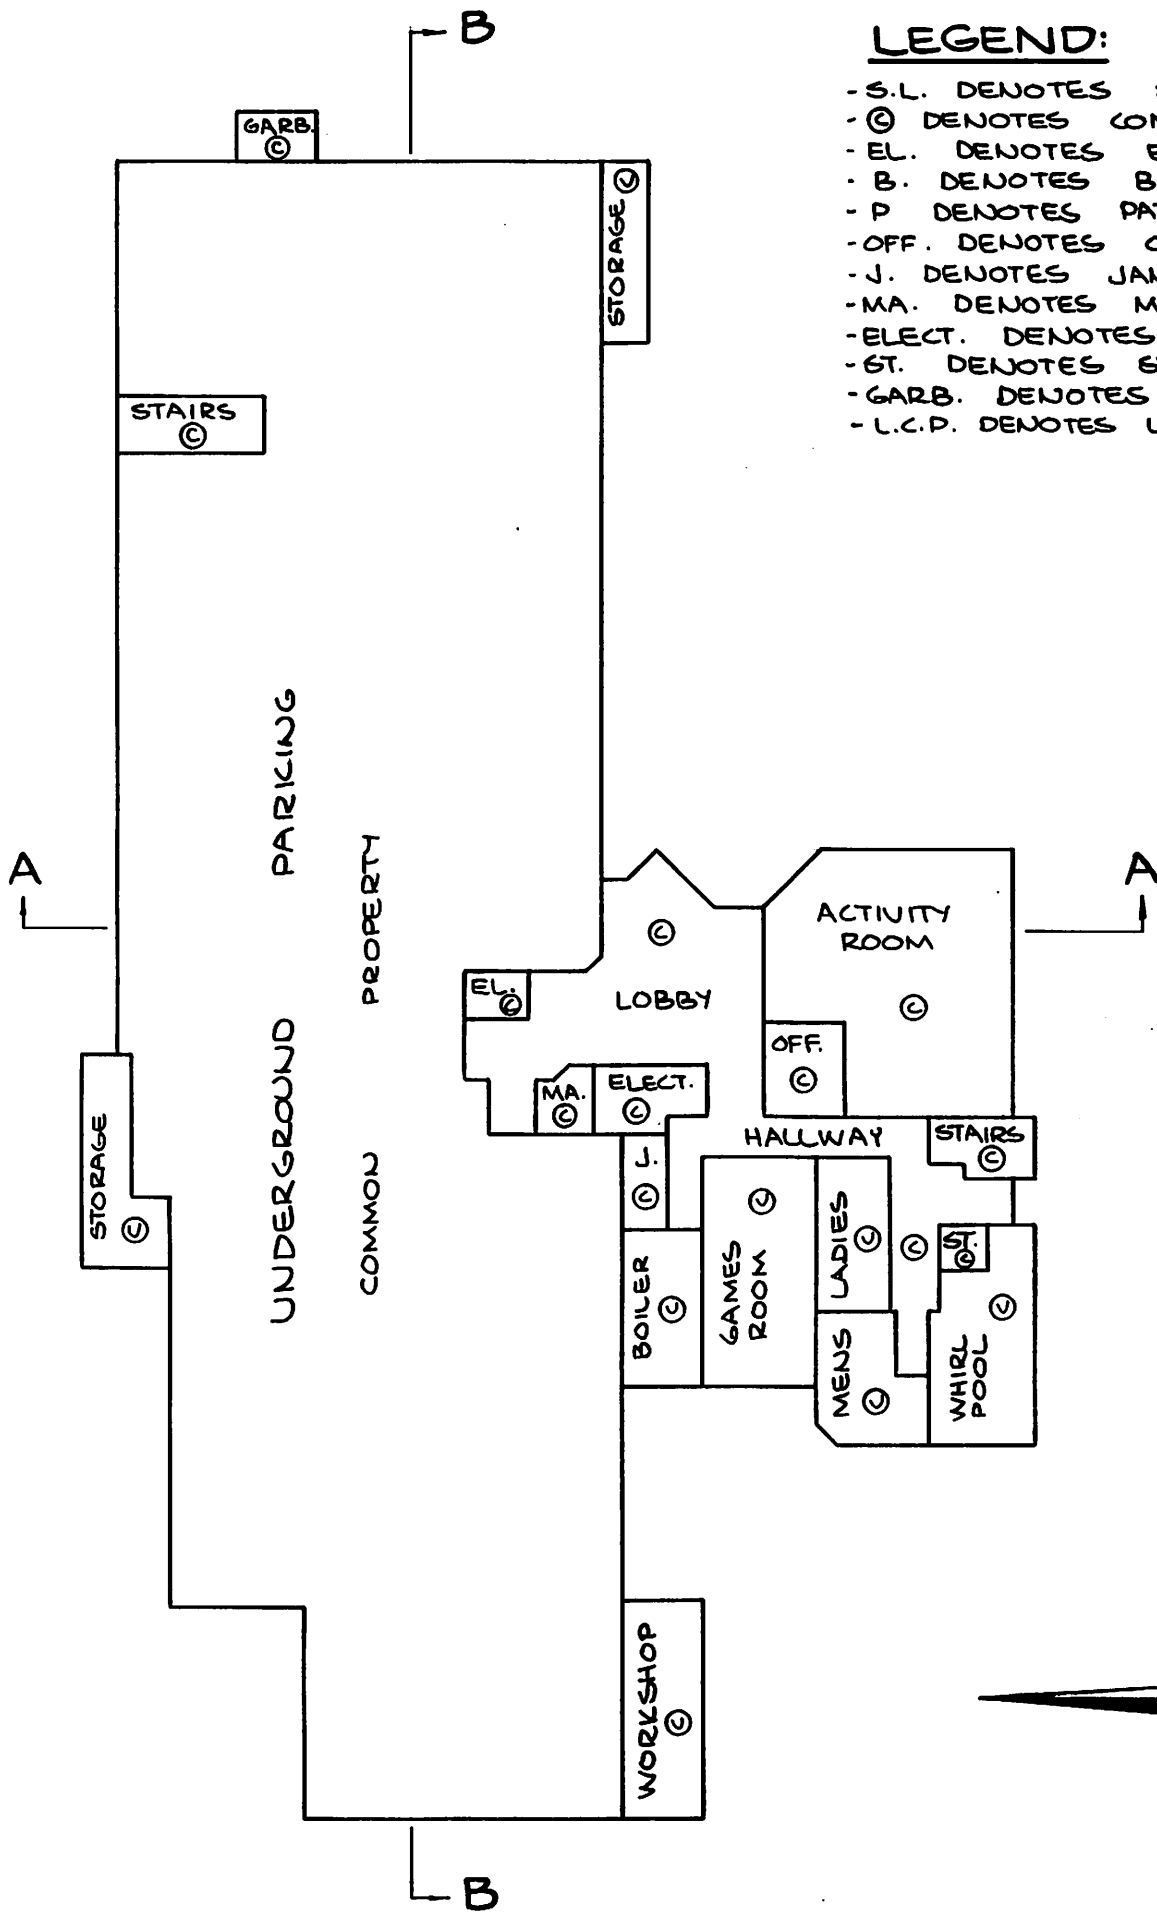 B
LEGEND:
- S.L. DENOTES
- © DENOTES
- EL. DENOTES
- B. DENOTES
- P DENOTES
- OFF. DENOTES
- J. DENOTES
- MA. DENOTES
- ELECT. DENOTES
- ST. DENOTES
- GARB. DENOTES
- L.C.P. DENOTES
GARB.
©
STORAGE ©
STAIRS
©
UNDERGROUND PARKING
COMMON PROPERTY
A
A
ACTIVITY
ROOM
©
©
LOBBY
EL.
©
OFF.
©
MA.
©
ELECT.
©
HALLWAY
STAIRS
©
STORAGE
©
J.
©
GAMES
ROOM
©
LADIES
©
©
ST.
©
BOILER
©
MENS
©
WHIRL
POOL
©
WORKSHOP
©
B